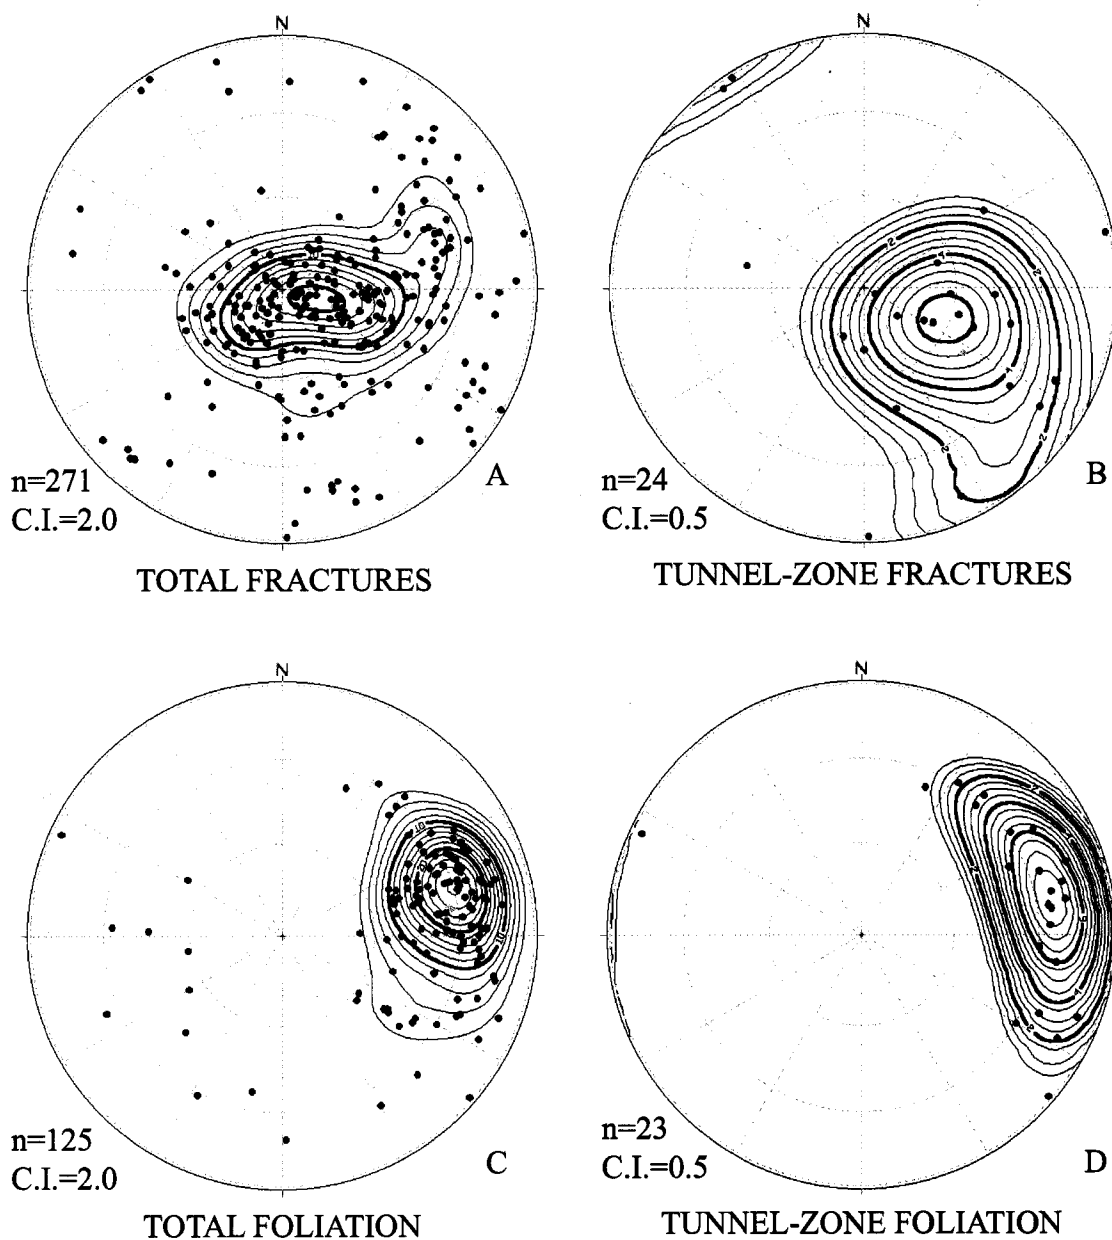 N
N
A
n=271
C.I.=2.0
TOTAL FRACTURES
B
n=24
C.I.=0.5
TUNNEL-ZONE FRACTURES
N
N
C
n=125
C.I.=2.0
TOTAL FOLIATION
D
n=23
C.I.=0.5
TUNNEL-ZONE FOLIATION